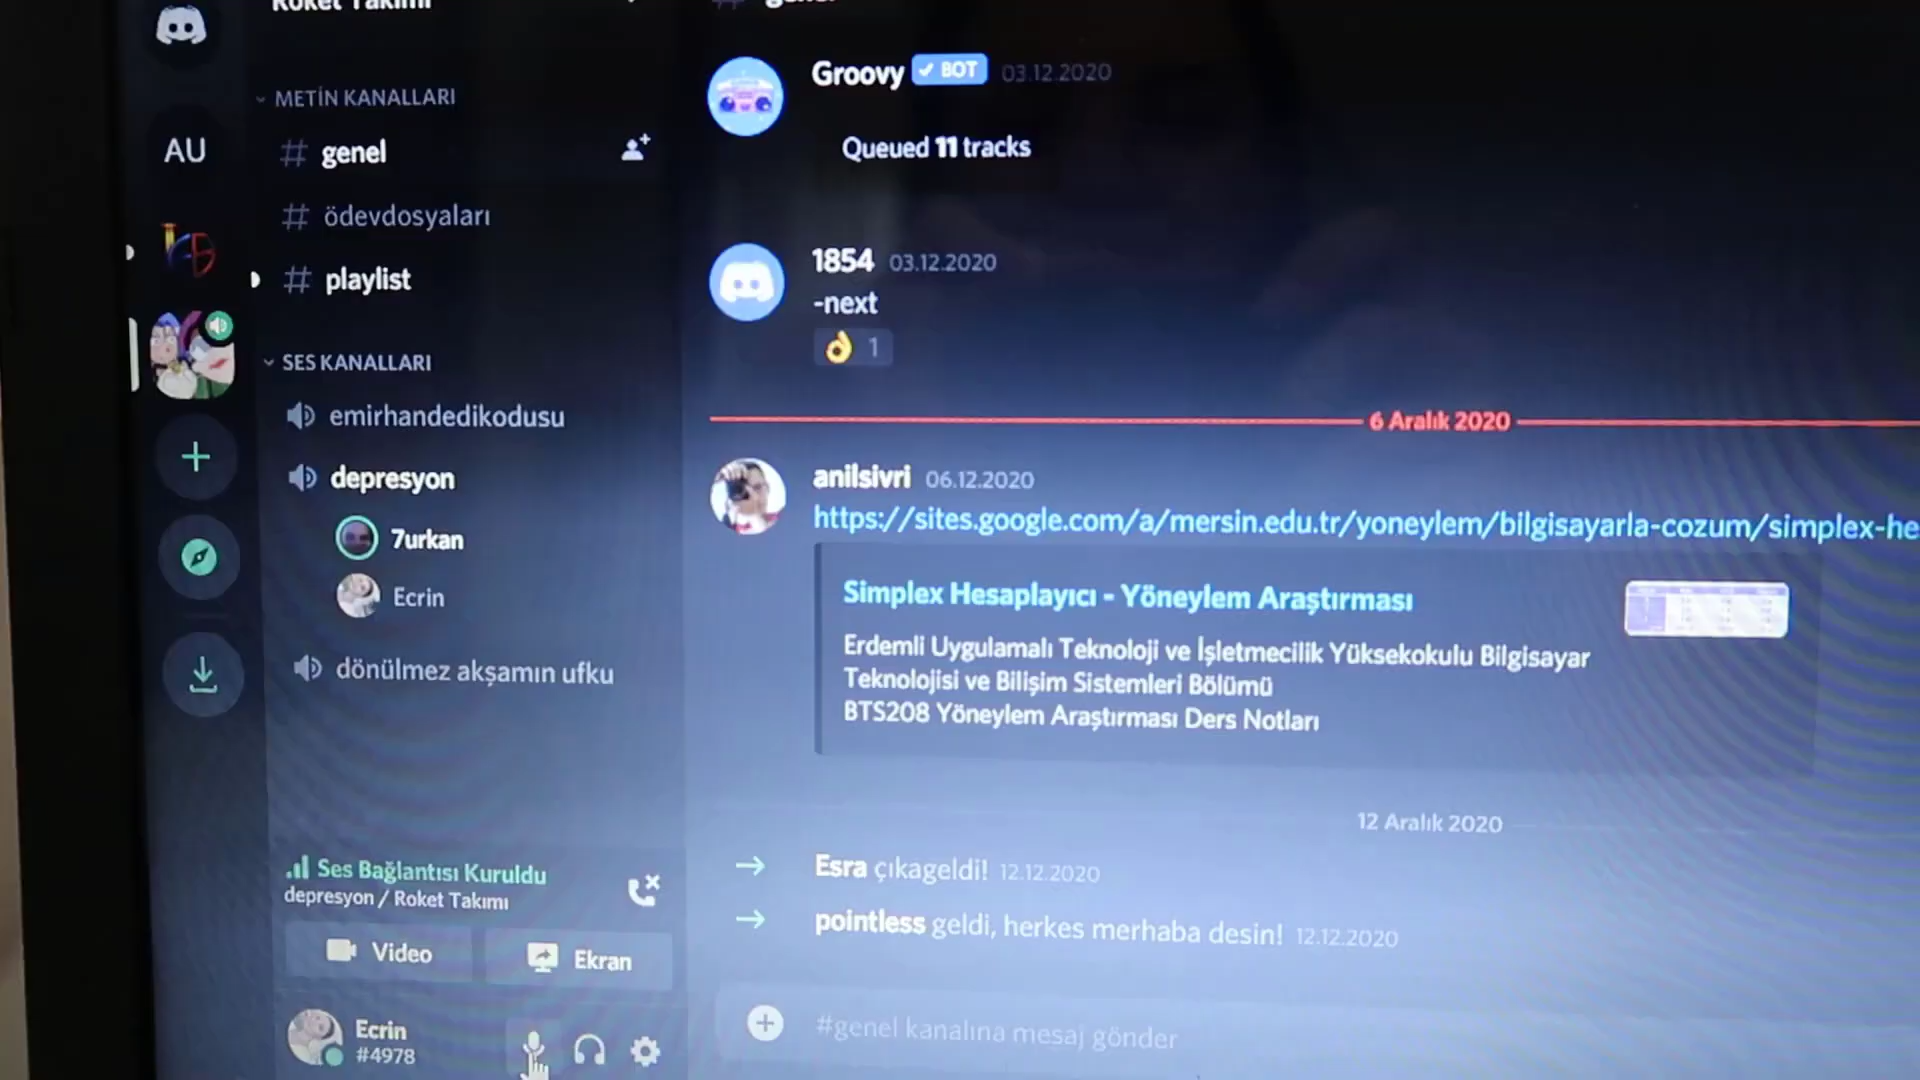 Roket Takımı
AU
METİN KANALLARI
# genel
# ödevdosyaları
# playlist
SES KANALLARI
emirhandedikodusu
depresyon
7urkan
Ecrin
dönülmez akşamın ufku
Ses Bağlantısı Kuruldu
depresyon / Roket Takımı
Video
Ekran
Ecrin
#4978
# genel
Groovy BOT 03.12.2020
Queued 11 tracks
1854 03.12.2020
-next
1
6 Aralık 2020
anilsivri 06.12.2020
https://sites.google.com/a/mersin.edu.tr/yoneylem/bilgisayarla-cozum/simplex-he
Simplex Hesaplayıcı - Yöneylem Araştırması
Erdemli Uygulamalı Teknoloji ve İşletmecilik Yüksekokulu Bilgisayar
Teknolojisi ve Bilişim Sistemleri Bölümü
BTS208 Yöneylem Araştırması Ders Notları
12 Aralık 2020
Esra çıkageldi! 12.12.2020
pointless geldi, herkes merhaba desin! 12.12.2020
#genel kanalına mesaj gönder